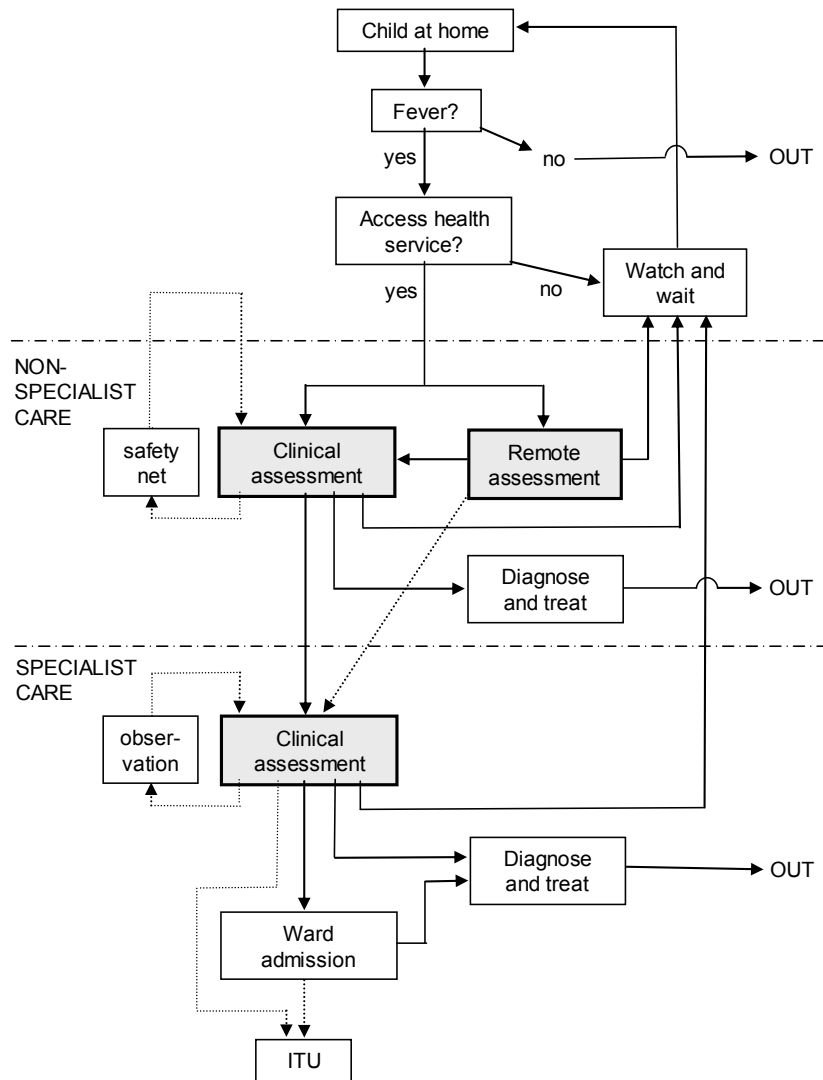 Child at home
Fever?
yes
no
OUT
Access health
service?
yes
no
Watch and
wait
NON-
SPECIALIST
CARE
safety
net
Clinical
assessment
Remote
assessment
Diagnose
and treat
OUT
SPECIALIST
CARE
obser-
vation
Clinical
assessment
Diagnose
and treat
OUT
Ward
admission
ITU